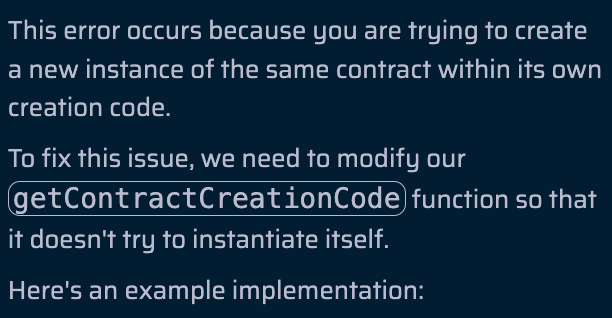 This error occurs because you are trying to create
a new instance of the same contract within its own
creation code.
To fix this issue, we need to modify our
getContractCreationCode function so that
it doesn't try to instantiate itself.
Here's an example implementation: